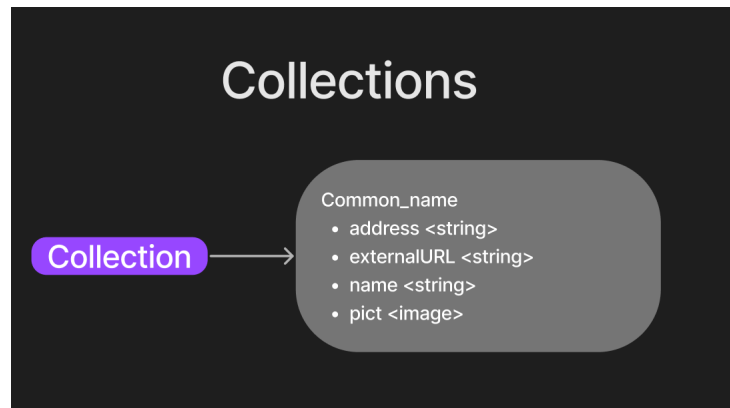 Collections
Collection
Common_name
• address <string>
• externalURL <string>
• name <string>
• pict <image>